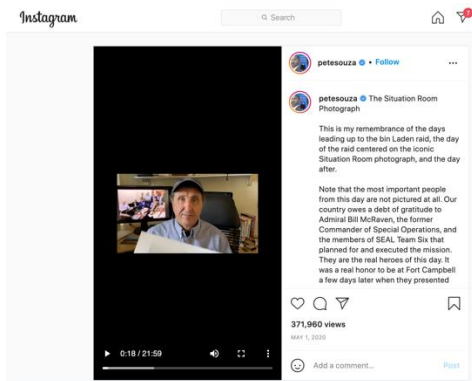 Instagram
Search
7
petesouza • Follow
petesouza The Situation Room
Photograph
This is my remembrance of the days
leading up to the bin Laden raid, the day
of the raid centered on the iconic
Situation Room photograph, and the day
after.
Note that the most important people
from this day are not pictured at all. Our
country owes a debt of gratitude to
Admiral Bill McRaven, the former
Commander of Special Operations, and
the members of SEAL Team Six that
planned for and executed the mission.
They are the real heroes of this day. It
was a real honor to be at Fort Campbell
a few days later when they presented
0:18 / 21:59
371,960 views
MAY 1, 2020
Add a comment...
Post